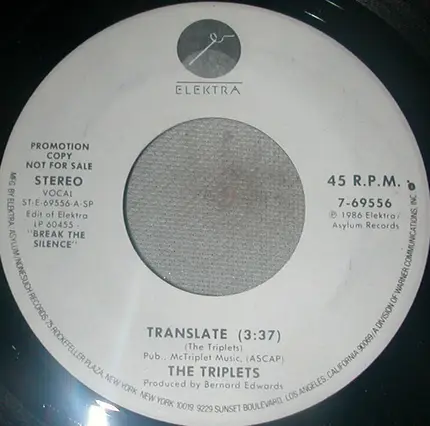 ELEKTRA
PROMOTION
COPY
NOT FOR SALE
STEREO
VOCAL
ST-E-69556-A-SP
Edit of Elektra
LP 60455
"BREAK THE
SILENCE"
45 R.P.M.
7-69556
℗ 1986 Elektra/
Asylum Records
TRANSLATE (3:37)
(The Triplets)
Pub., McTriplet Music, (ASCAP)
THE TRIPLETS
Produced by Bernard Edwards
MFG. BY ELEKTRA/ASYLUM/NONESUCH RECORDS, 75 ROCKEFELLER PLAZA, NEW YORK, NEW YORK 10019. 9229 SUNSET BOULEVARD, LOS ANGELES, CALIFORNIA 90069/A DIVISION OF WARNER COMMUNICATIONS, INC.